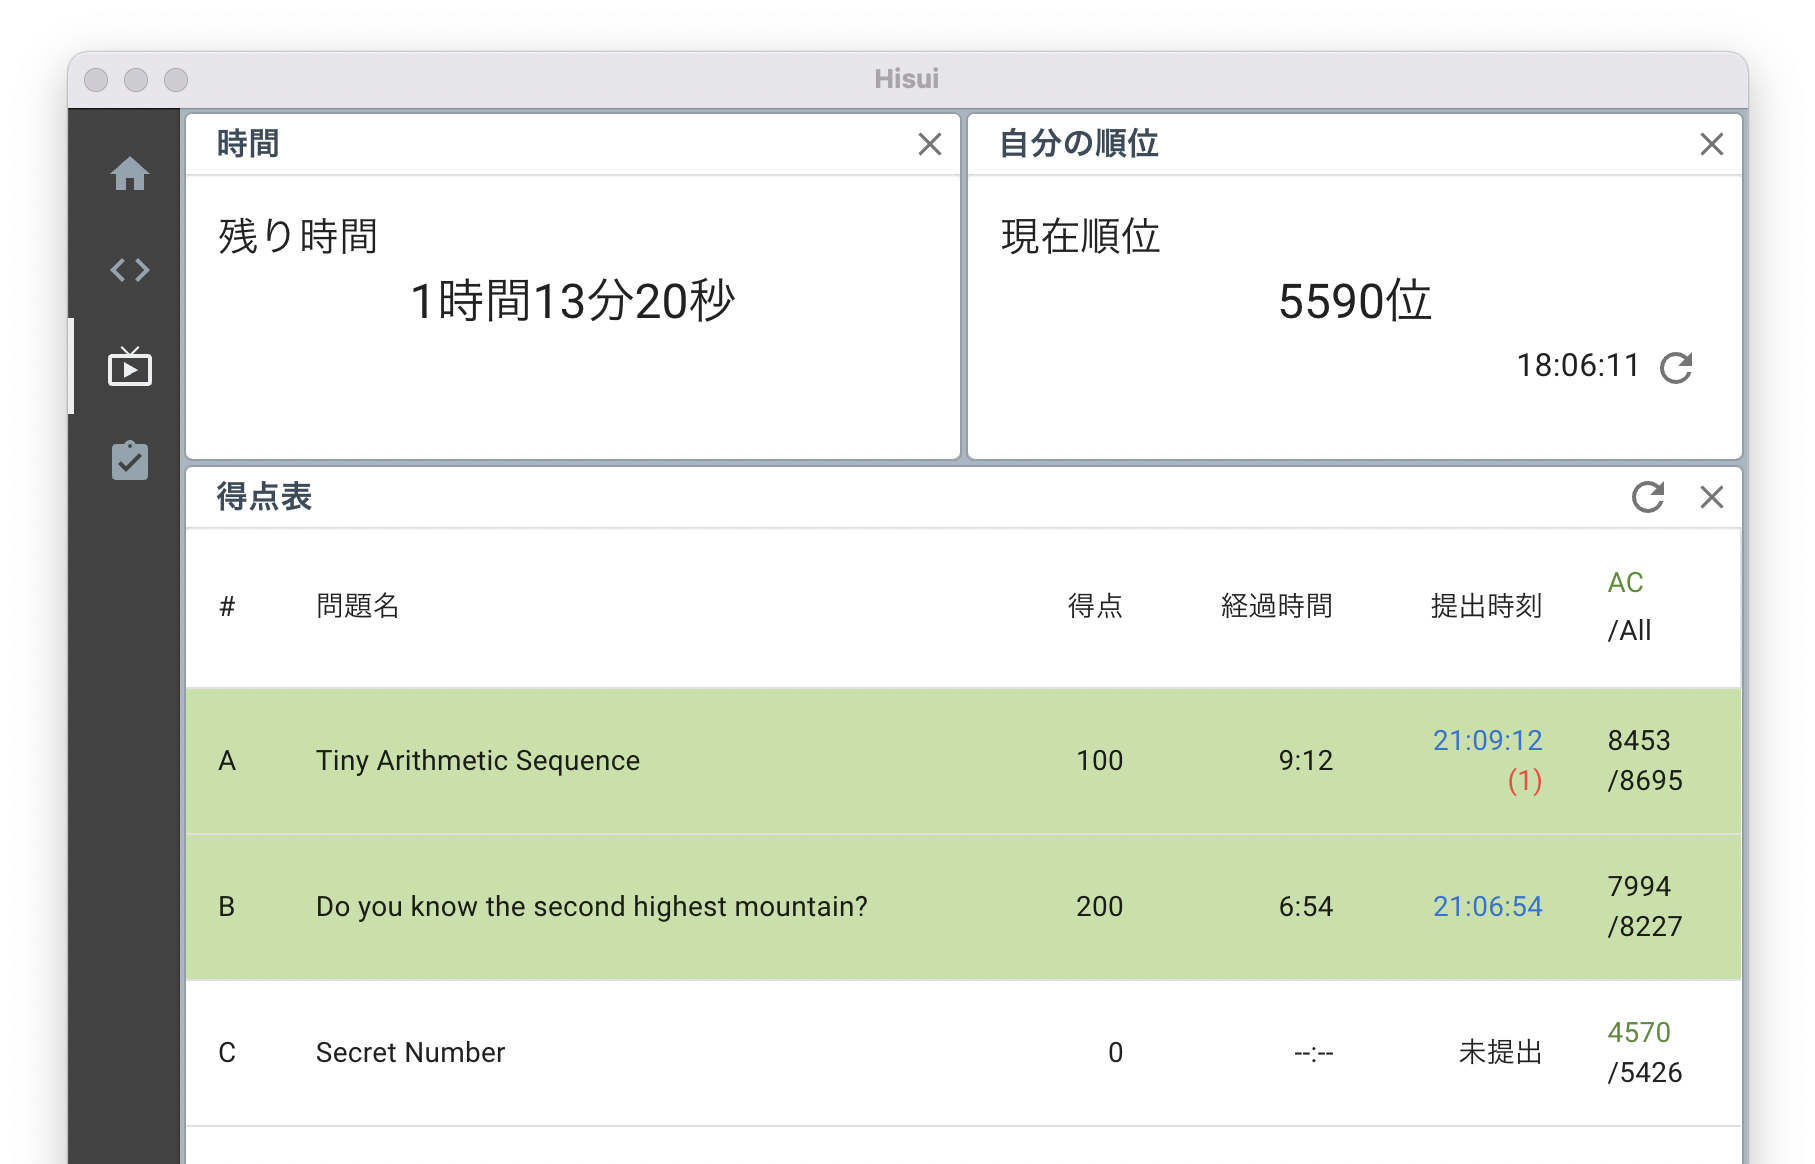 Hisui
時間
残り時間
1時間13分20秒
自分の順位
現在順位
5590位
18:06:11
得点表
# 問題名 得点 経過時間 提出時刻 AC
/All
A Tiny Arithmetic Sequence 100 9:12 21:09:12 8453
(1) /8695
B Do you know the second highest mountain? 200 6:54 21:06:54 7994
/8227
C Secret Number 0 --:-- 未提出 4570
/5426